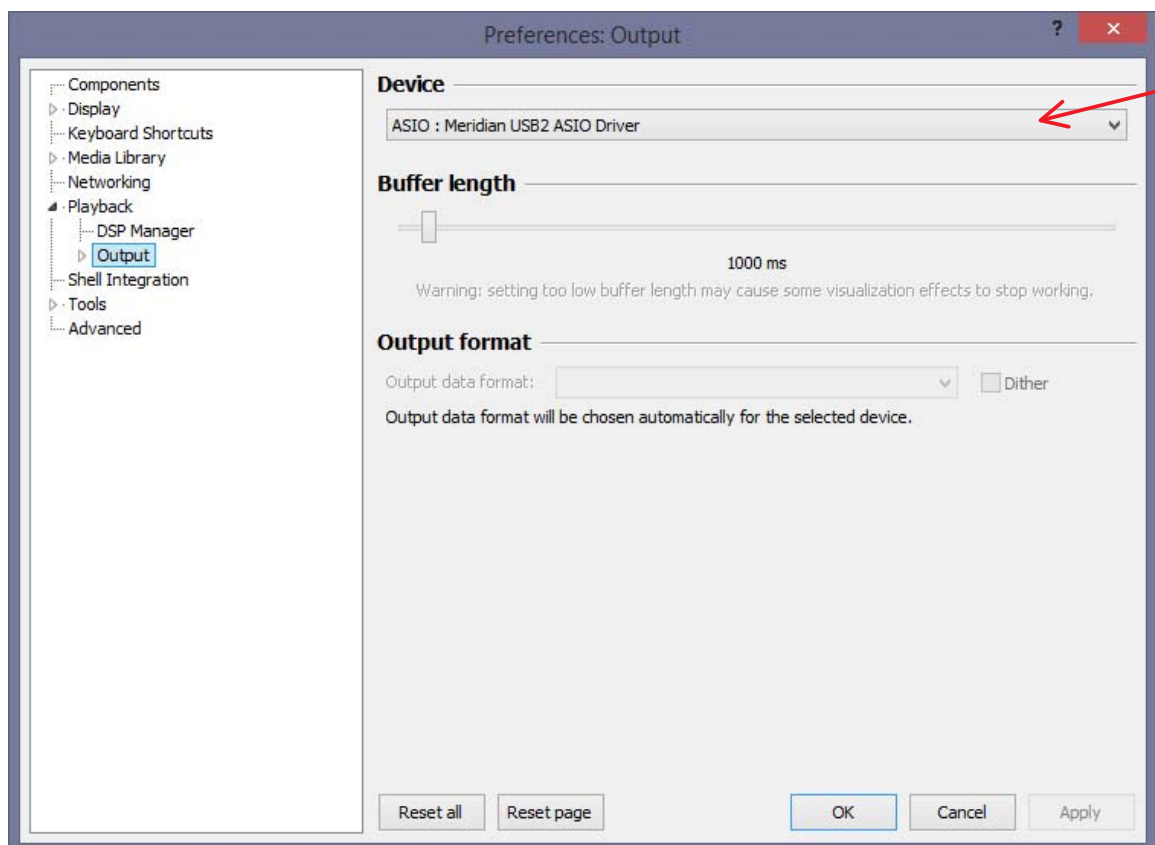 Preferences: Output
?
Components
Display
Keyboard Shortcuts
Media Library
Networking
Playback
DSP Manager
Output
Shell Integration
Tools
Advanced
Device
ASIO : Meridian USB2 ASIO Driver
Buffer length
1000 ms
Warning: setting too low buffer length may cause some visualization effects to stop working.
Output format
Output data format:
Dither
Output data format will be chosen automatically for the selected device.
Reset all
Reset page
OK
Cancel
Apply